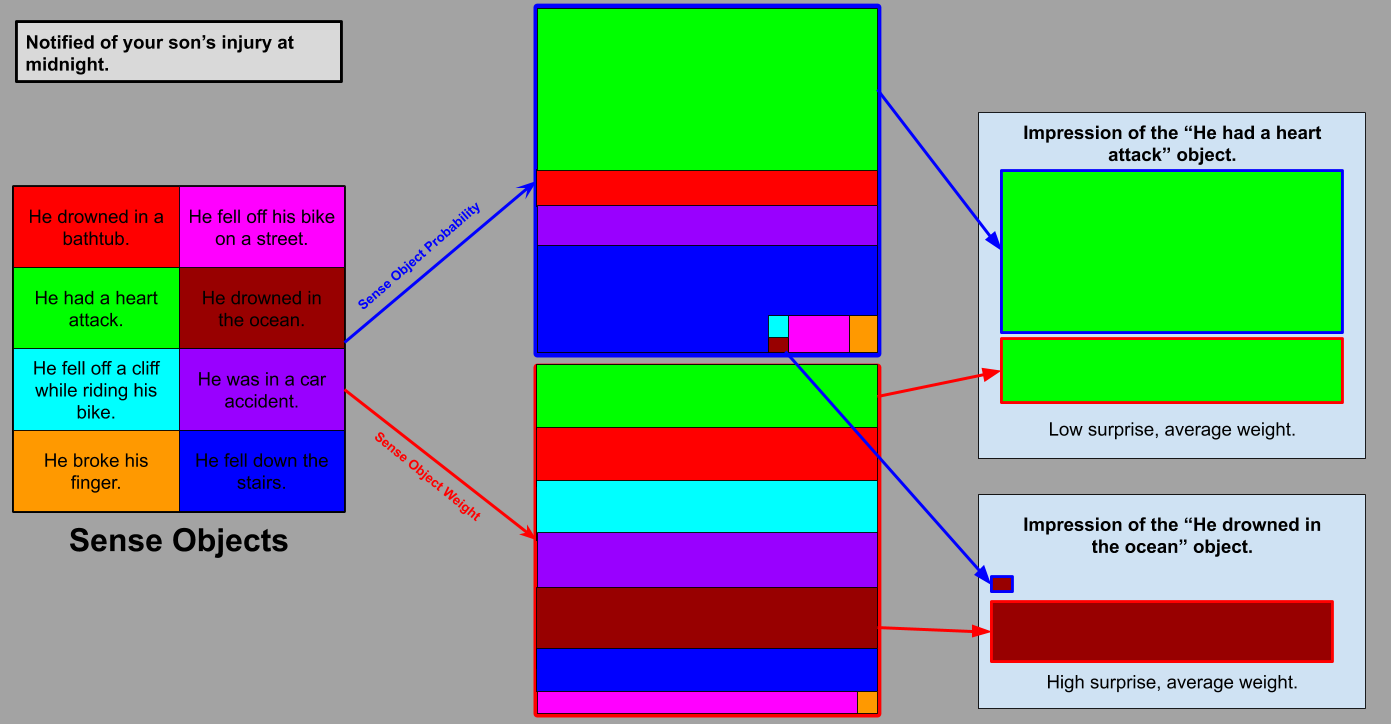 Notified of your son's injury at
midnight.
He drowned in a
bathtub.
He fell off his bike
on a street.
He had a heart
attack.
He drowned in
the ocean.
He fell off a cliff
while riding his
bike.
He was in a car
accident.
He broke his
finger.
He fell down the
stairs.
Sense Objects
Sense Object Probability
Sense Object Weight
Impression of the “He had a heart
attack” object.
Low surprise, average weight.
Impression of the “He drowned in
the ocean” object.
High surprise, average weight.